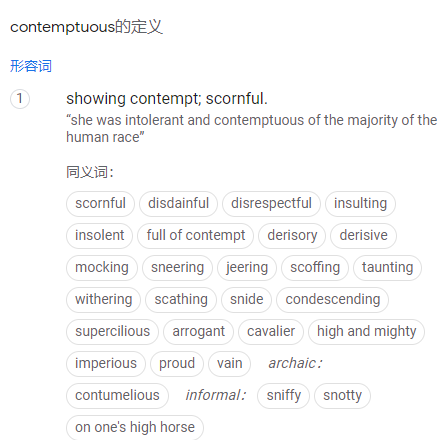 contemptuous的定义
形容词
1 showing contempt; scornful.
“she was intolerant and contemptuous of the majority of the
human race”
同义词：
scornful disdainful disrespectful insulting
insolent full of contempt derisory derisive
mocking sneering jeering scoffing taunting
withering scathing snide condescending
supercilious arrogant cavalier high and mighty
imperious proud vain archaic：
contumelious informal： sniffy snotty
on one's high horse